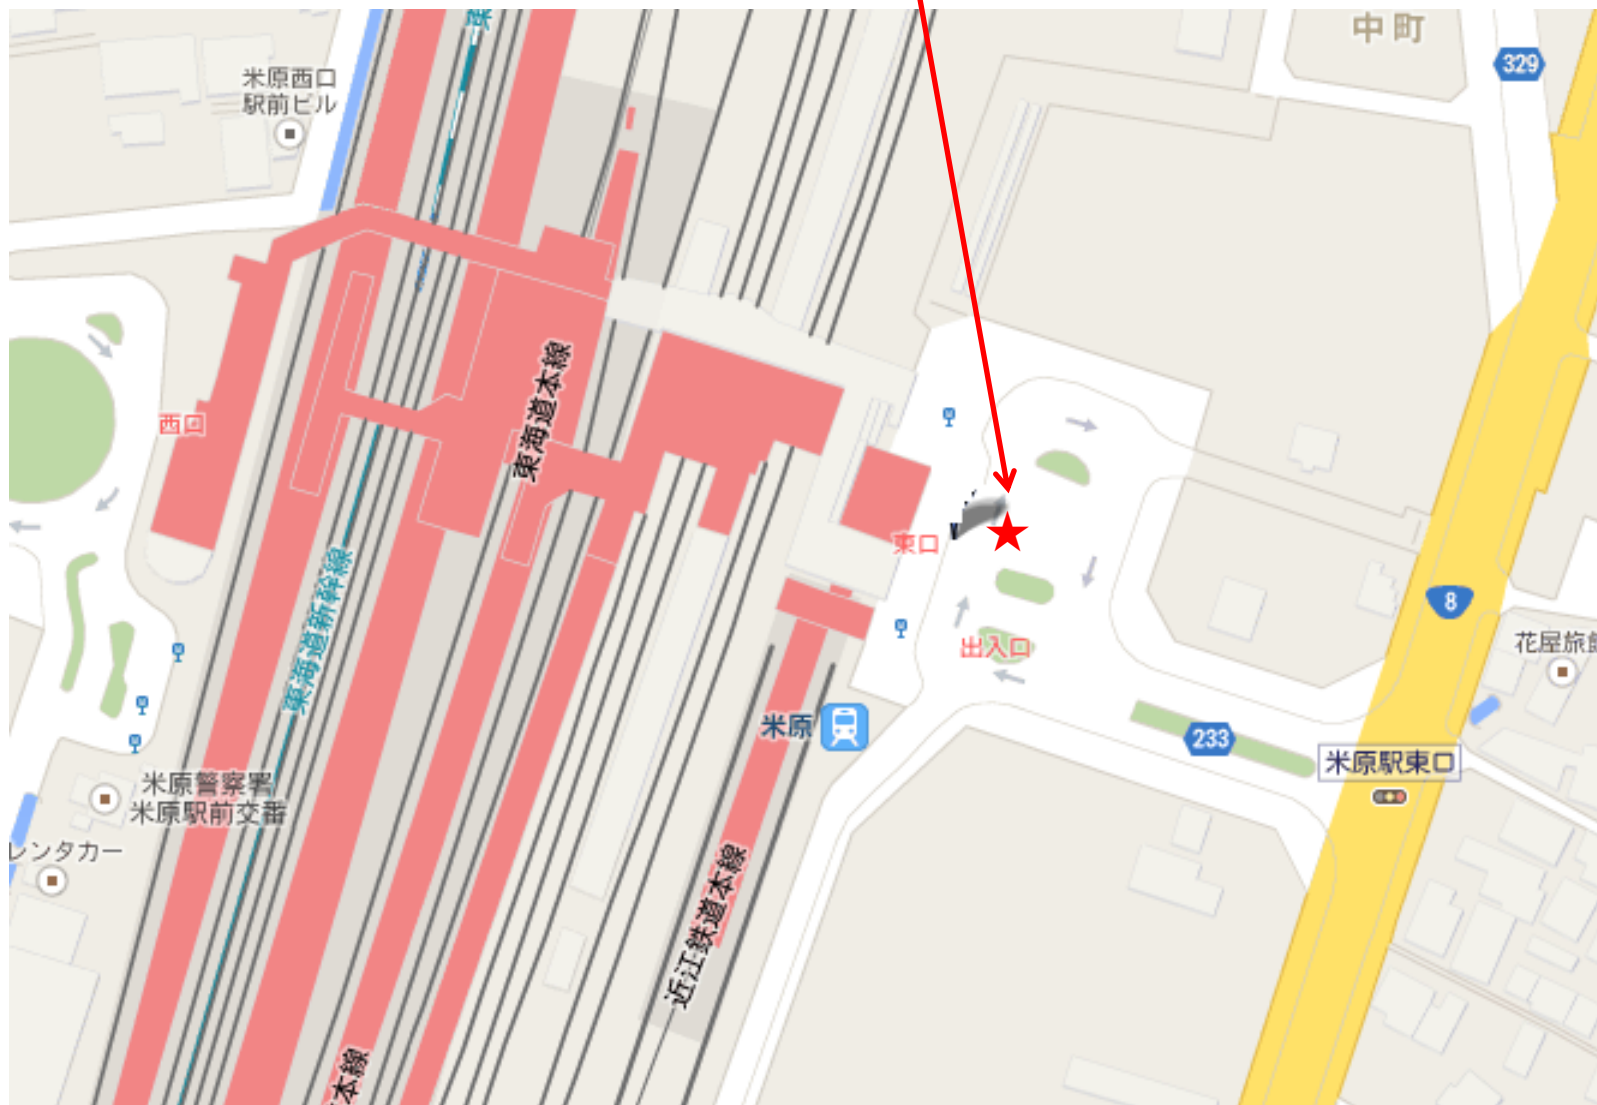 中町
329
米原西口
駅前ビル
東海道本線
西口
東口
東海道新幹線
8
出入口
花屋旅館
米原
233
米原駅東口
米原警察署
米原駅前交番
レンタカー
近江鉄道本線
本線